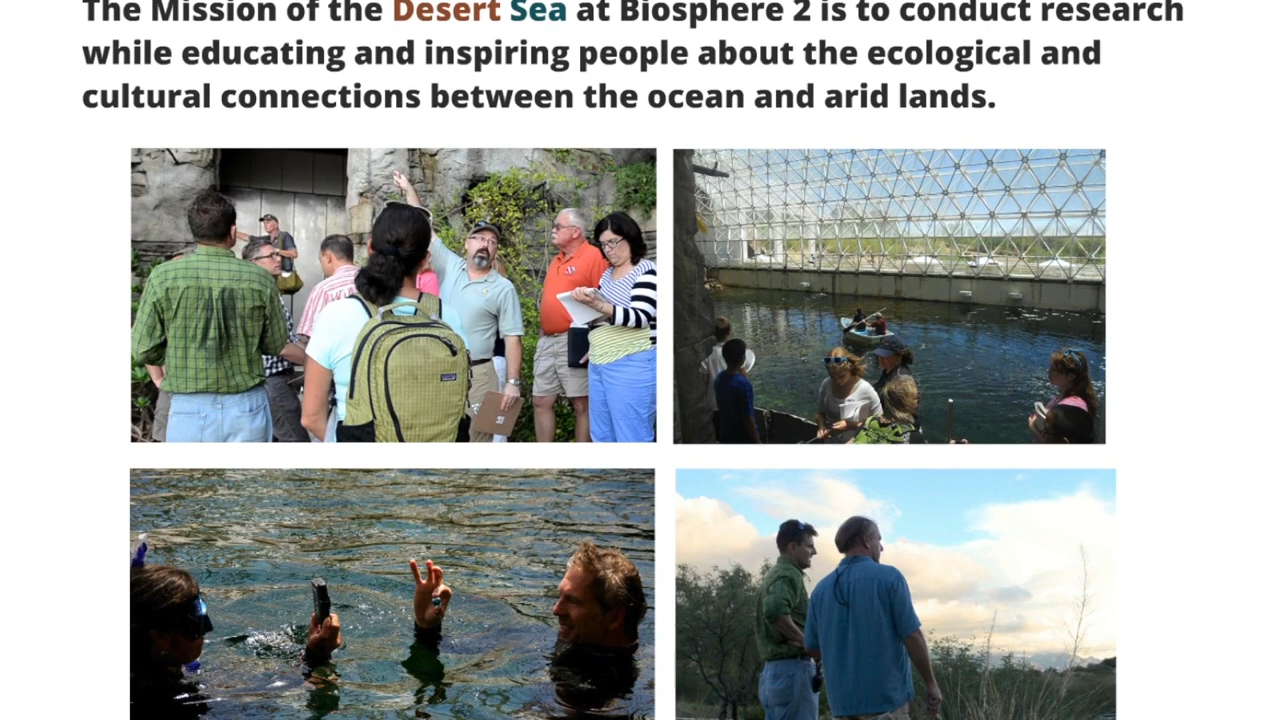 The Mission of the Desert Sea at Biosphere 2 is to conduct research
while educating and inspiring people about the ecological and
cultural connections between the ocean and arid lands.